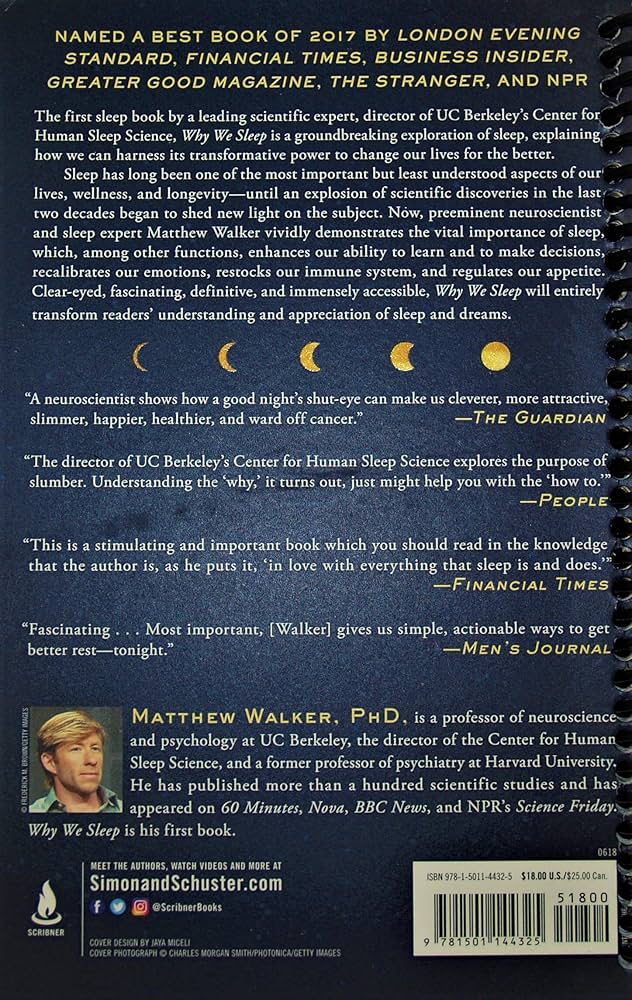 NAMED A BEST BOOK OF 2017 BY LONDON EVENING
STANDARD, FINANCIAL TIMES, BUSINESS INSIDER,
GREATER GOOD MAGAZINE, THE STRANGER, AND NPR
The first sleep book by a leading scientific expert, director of UC Berkeley's Center for
Human Sleep Science, Why We Sleep is a groundbreaking exploration of sleep, explaining
how we can harness its transformative power to change our lives for the better.
Sleep has long been one of the most important but least understood aspects of our
lives, wellness, and longevity—until an explosion of scientific discoveries in the last
two decades began to shed new light on the subject. Now, preeminent neuroscientist
and sleep expert Matthew Walker vividly demonstrates the vital importance of sleep,
which, among other functions, enhances our ability to learn and to make decisions,
recalibrates our emotions, restocks our immune system, and regulates our appetite.
Clear-eyed, fascinating, definitive, and immensely accessible, Why We Sleep will entirely
transform readers' understanding and appreciation of sleep and dreams.
"A neuroscientist shows how a good night's shut-eye can make us cleverer, more attractive,
slimmer, happier, healthier, and ward off cancer." —THE GUARDIAN
"The director of UC Berkeley's Center for Human Sleep Science explores the purpose of
slumber. Understanding the 'why,' it turns out, just might help you with the 'how to.'"
—PEOPLE
"This is a stimulating and important book which you should read in the knowledge
that the author is, as he puts it, 'in love with everything that sleep is and does.'"
—FINANCIAL TIMES
"Fascinating . . . Most important, [Walker] gives us simple, actionable ways to get
better rest—tonight." —MEN'S JOURNAL
© FREDERICK M. BROWN/GETTY IMAGES
MATTHEW WALKER, PHD, is a professor of neuroscience
and psychology at UC Berkeley, the director of the Center for Human
Sleep Science, and a former professor of psychiatry at Harvard University.
He has published more than a hundred scientific studies and has
appeared on 60 Minutes, Nova, BBC News, and NPR's Science Friday.
Why We Sleep is his first book.
0618
MEET THE AUTHORS, WATCH VIDEOS AND MORE AT
SimonandSchuster.com
@ScribnerBooks
SCRIBNER
COVER DESIGN BY JAYA MICELI
COVER PHOTOGRAPH © CHARLES MORGAN SMITH/PHOTONICA/GETTY IMAGES
ISBN 978-1-5011-4432-5 $18.00 U.S./$25.00 Can.
51800
9 781501 144325